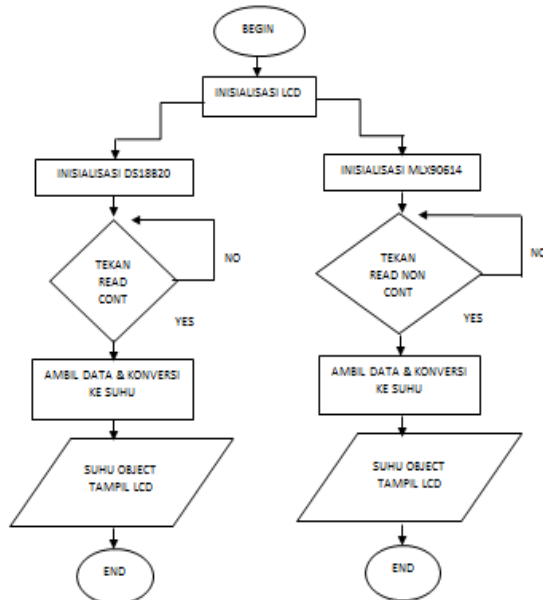 BEGIN
INISIALISASI LCD
INISIALISASI DS18B20
TEKAN
READ
CONT
NO
YES
AMBIL DATA & KONVERSI
KE SUHU
SUHU OBJECT
TAMPIL LCD
END
INISIALISASI MLX90614
TEKAN
READ NON
CONT
NO
YES
AMBIL DATA & KONVERSI
KE SUHU
SUHU OBJECT
TAMPIL LCD
END